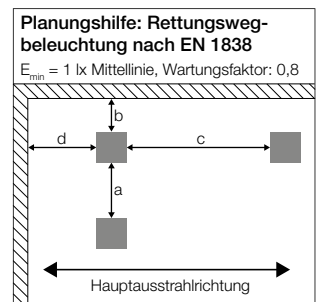 Planungshilfe: Rettungsweg-
beleuchtung nach EN 1838
Emin = 1 lx Mittellinie, Wartungsfaktor: 0,8
b
d
c
a
Hauptausstrahlrichtung